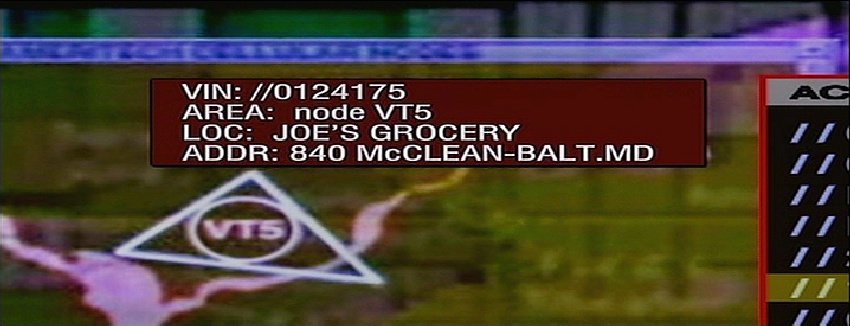 VIN: //0124175
AREA: node VT5
LOC: JOE'S GROCERY
ADDR: 840 McCLEAN-BALT.MD
AC
//
//
//
VT5
//
//
//
//